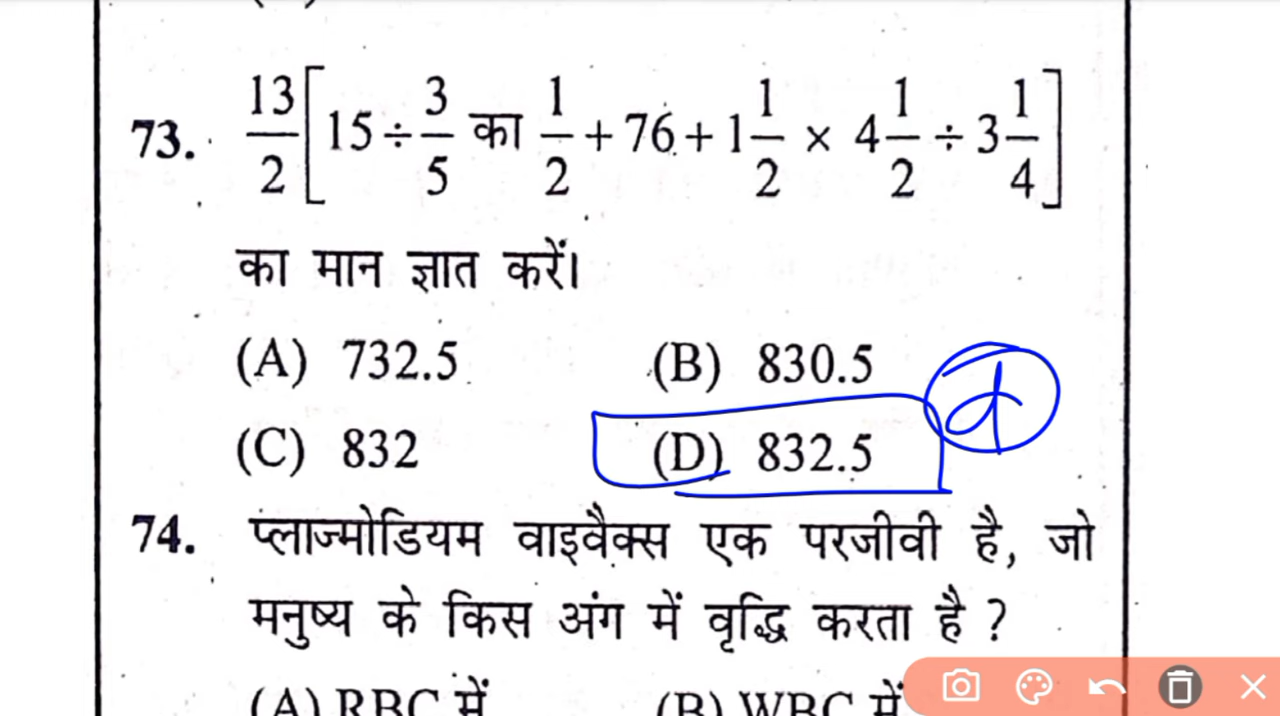 73. 13/2 [15 ÷ 3/5 का 1/2 + 76 + 1 1/2 × 4 1/2 ÷ 3 1/4]
का मान ज्ञात करें।
(A) 732.5 (B) 830.5
(C) 832 (D) 832.5 d
74. प्लाज्मोडियम वाइवैक्स एक परजीवी है, जो
मनुष्य के किस अंग में वृद्धि करता है ?
(A) RBC में (B) WBC में